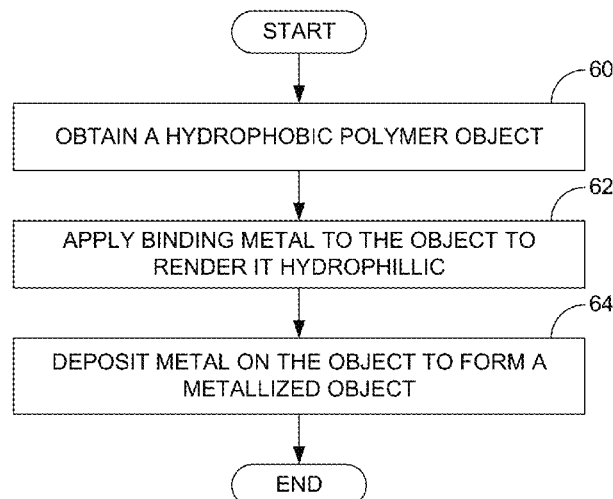 START
60
OBTAIN A HYDROPHOBIC POLYMER OBJECT
62
APPLY BINDING METAL TO THE OBJECT TO
RENDER IT HYDROPHILLIC
64
DEPOSIT METAL ON THE OBJECT TO FORM A
METALLIZED OBJECT
END